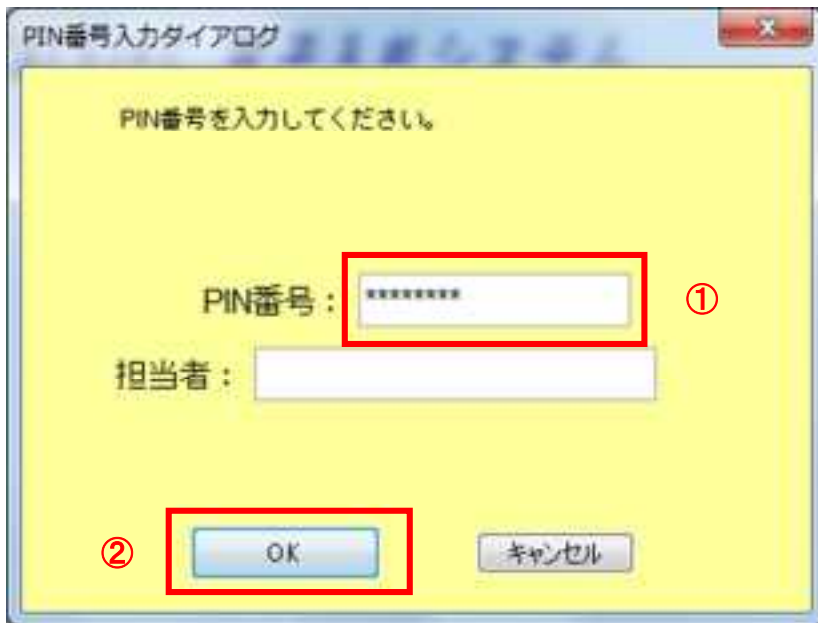 PIN番号入力ダイアログ
PIN番号を入力してください。
PIN番号： ******** ①
担当者：
② OK キャンセル